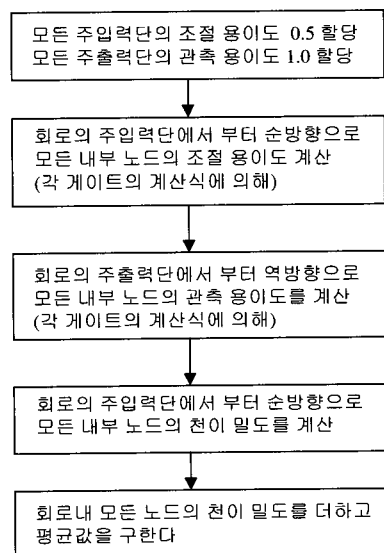 모든 주입력단의 조절 용이도 0.5 할당
모든 주출력단의 관측 용이도 1.0 할당
회로의 주입력단에서 부터 순방향으로
모든 내부 노드의 조절 용이도 계산
(각 게이트의 계산식에 의해)
회로의 주출력단에서 부터 역방향으로
모든 내부 노드의 관측 용이도를 계산
(각 게이트의 계산식에 의해)
회로의 주입력단에서 부터 순방향으로
모든 내부 노드의 천이 밀도를 계산
회로내 모든 노드의 천이 밀도를 더하고
평균값을 구한다